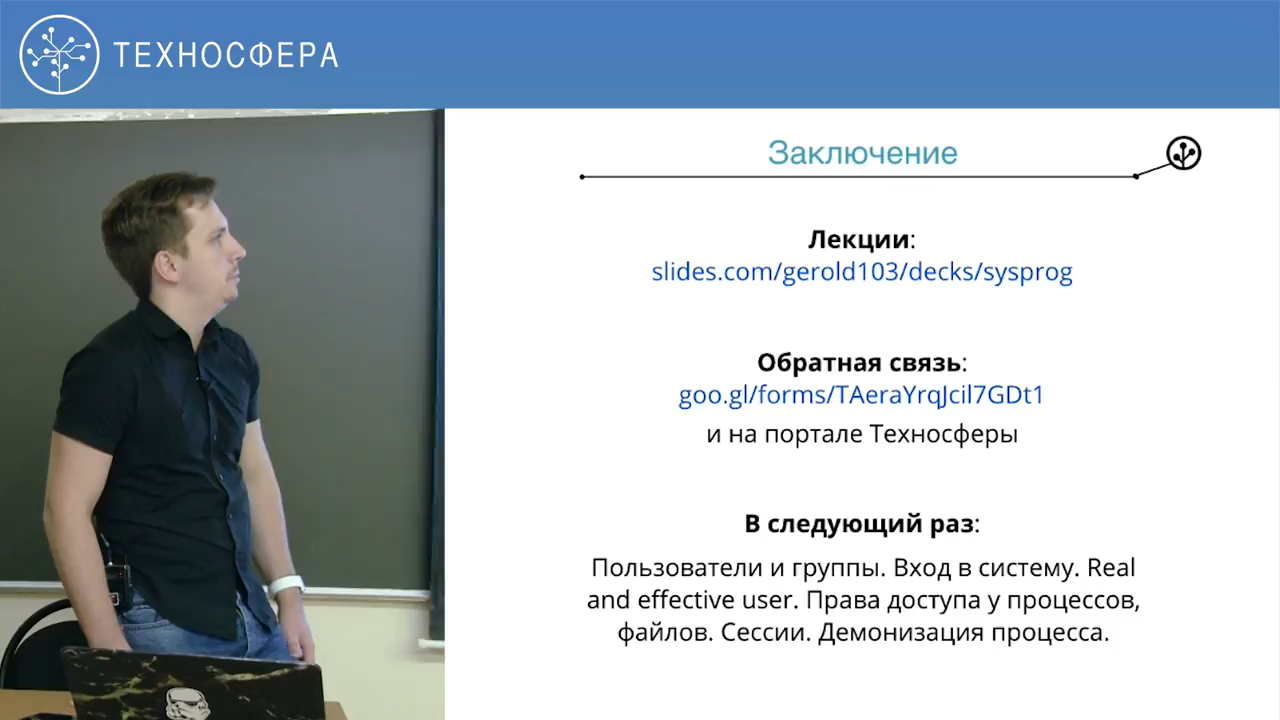 ТЕХНОСФЕРА
Заключение
Лекции:
slides.com/gerold103/decks/sysprog
Обратная связь:
goo.gl/forms/TAeraYrqJcil7GDt1
и на портале Техносферы
В следующий раз:
Пользователи и группы. Вход в систему. Real
and effective user. Права доступа у процессов,
файлов. Сессии. Демонизация процесса.